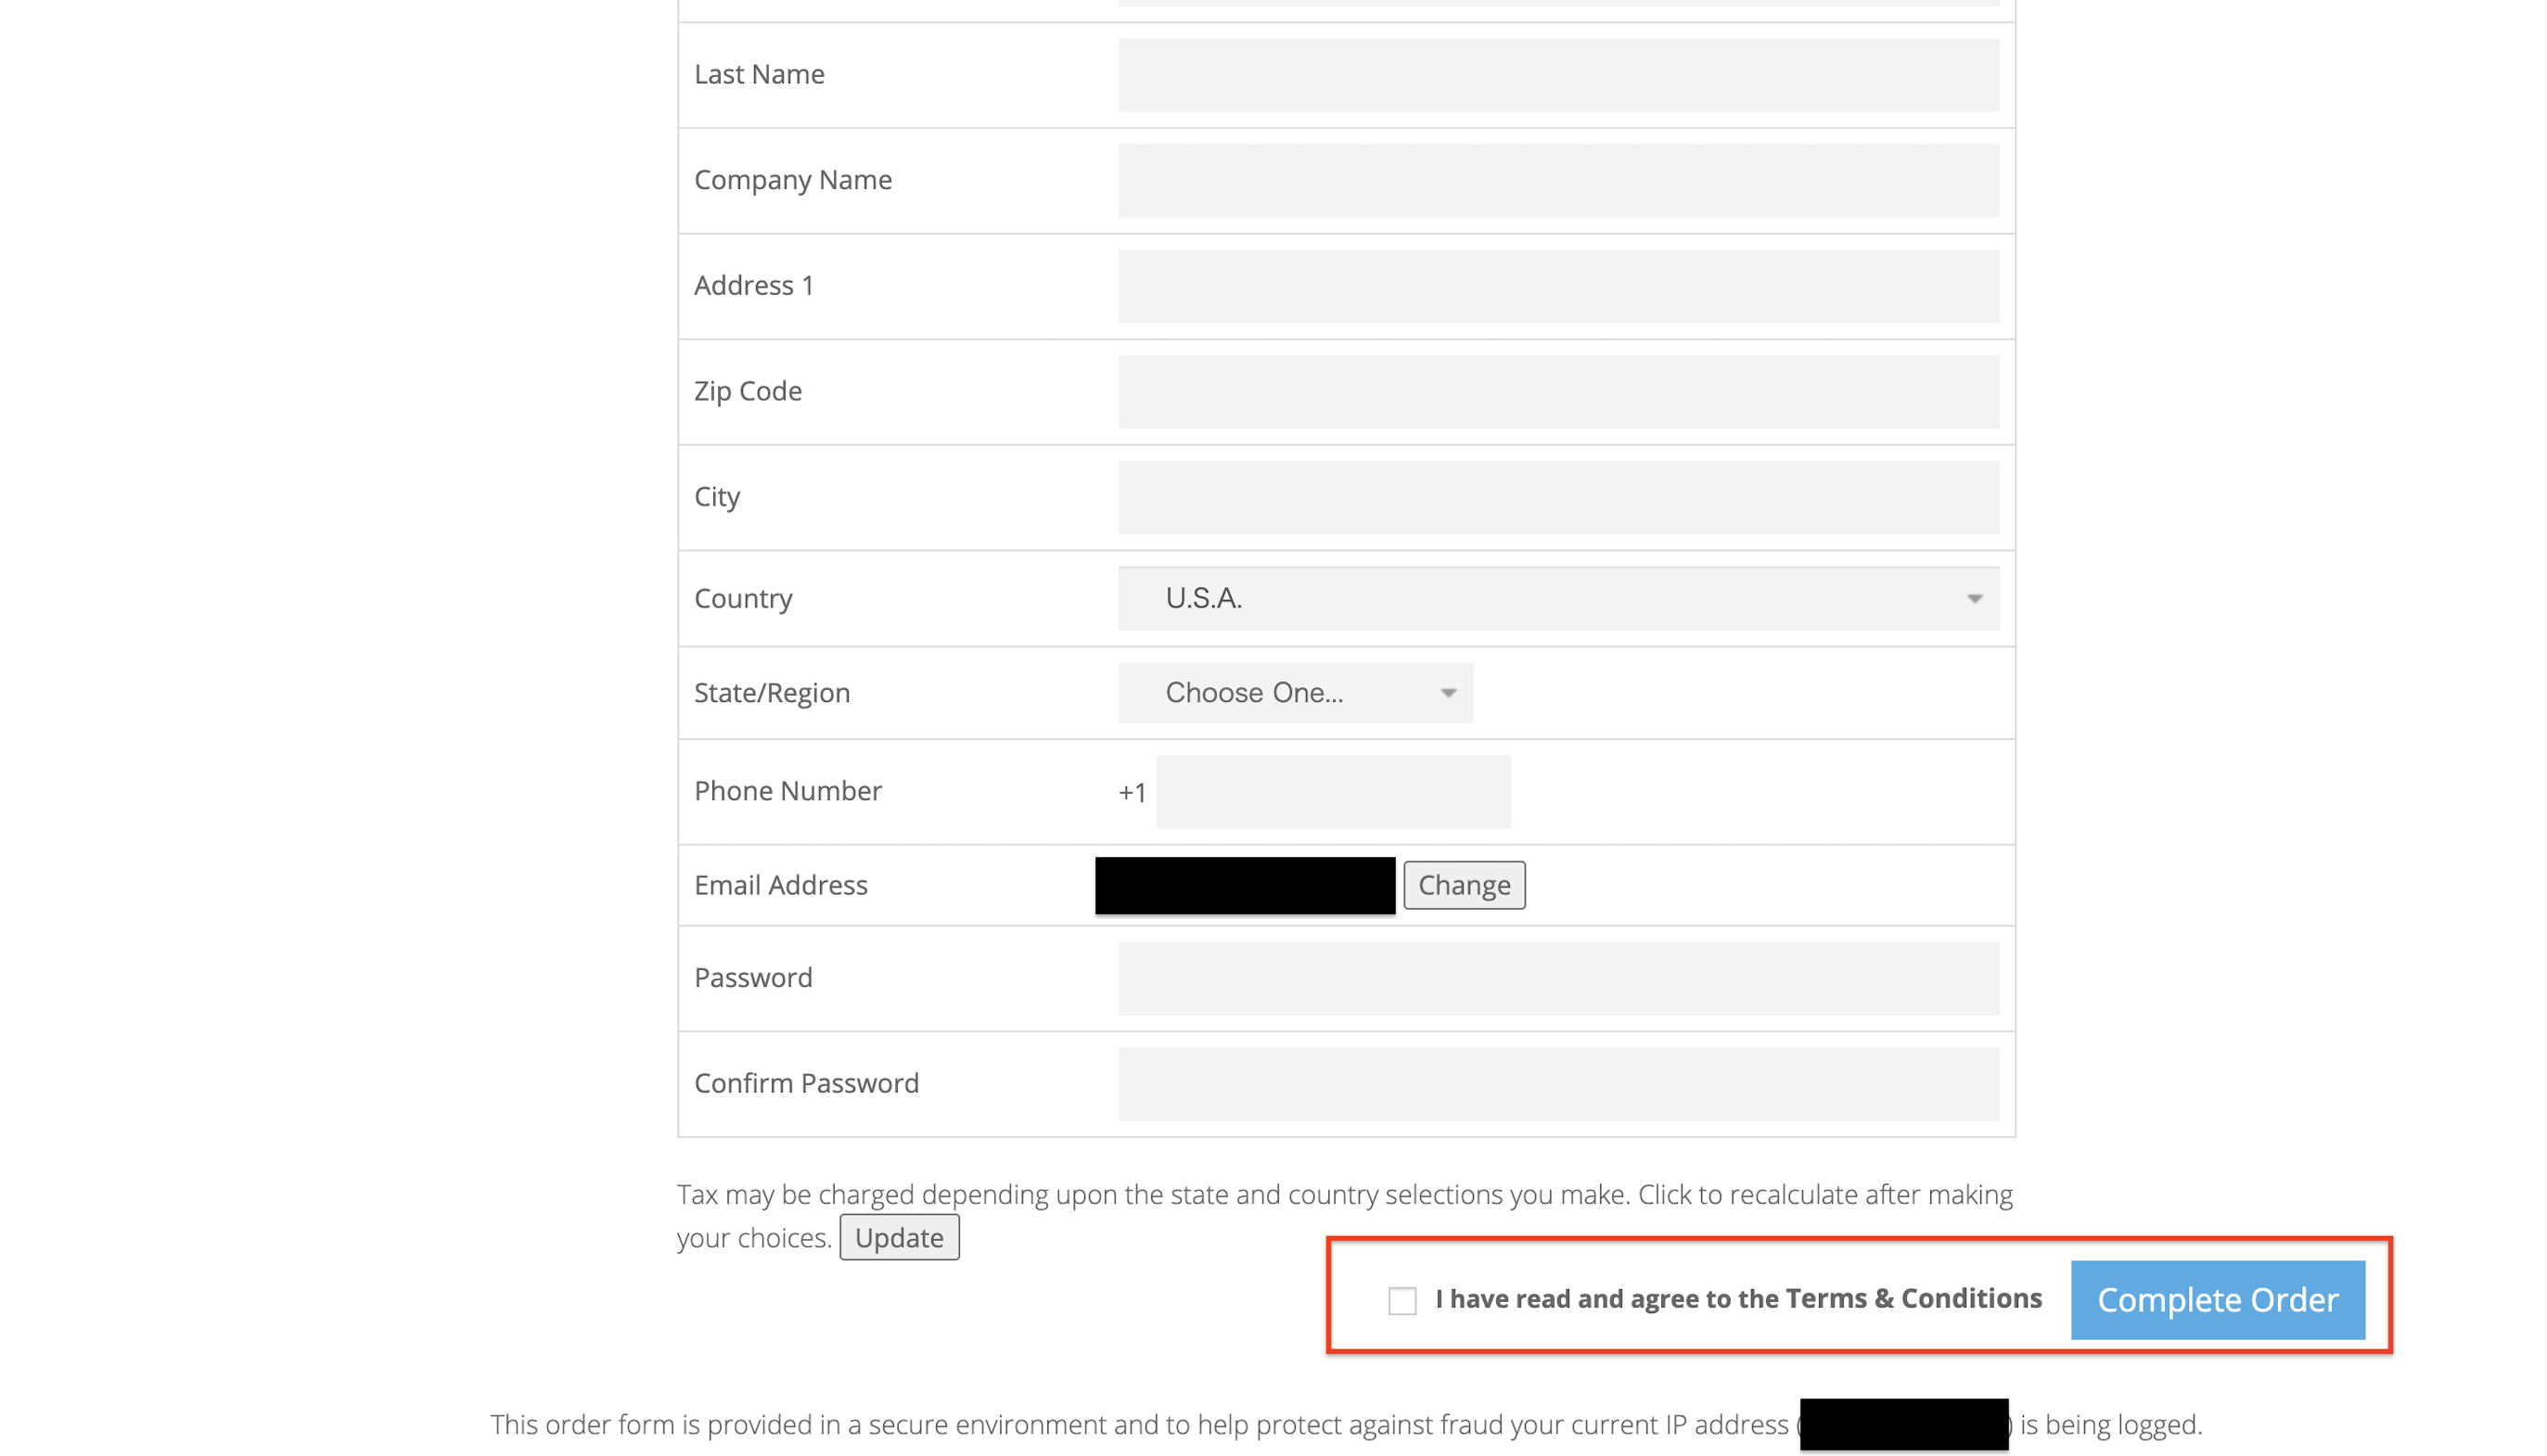 Last Name
Company Name
Address 1
Zip Code
City
Country
U.S.A.
State/Region
Choose One...
Phone Number
+1
Email Address
Change
Password
Confirm Password
Tax may be charged depending upon the state and country selections you make. Click to recalculate after making
your choices. Update
I have read and agree to the Terms & Conditions
Complete Order
This order form is provided in a secure environment and to help protect against fraud your current IP address ( ) is being logged.